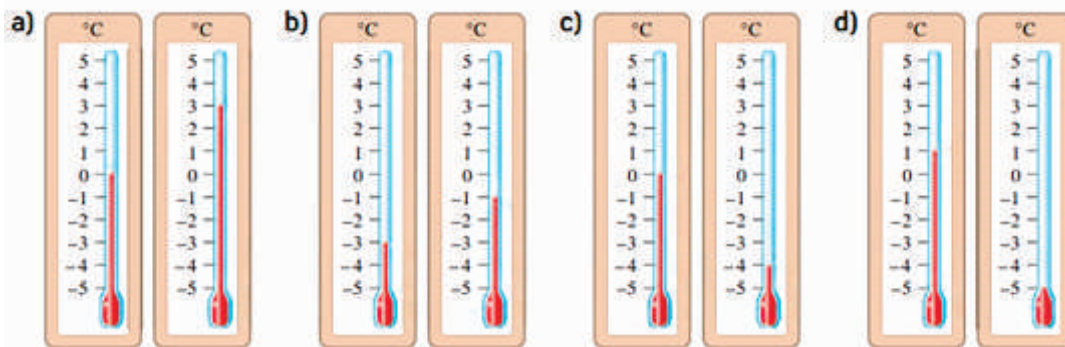 a) °C °C b) °C °C c) °C °C d) °C °C
5 5 5 5 5 5 5 5
4 4 4 4 4 4 4 4
3 3 3 3 3 3 3 3
2 2 2 2 2 2 2 2
1 1 1 1 1 1 1 1
0 0 0 0 0 0 0 0
–1 –1 –1 –1 –1 –1 –1 –1
–2 –2 –2 –2 –2 –2 –2 –2
–3 –3 –3 –3 –3 –3 –3 –3
–4 –4 –4 –4 –4 –4 –4 –4
–5 –5 –5 –5 –5 –5 –5 –5